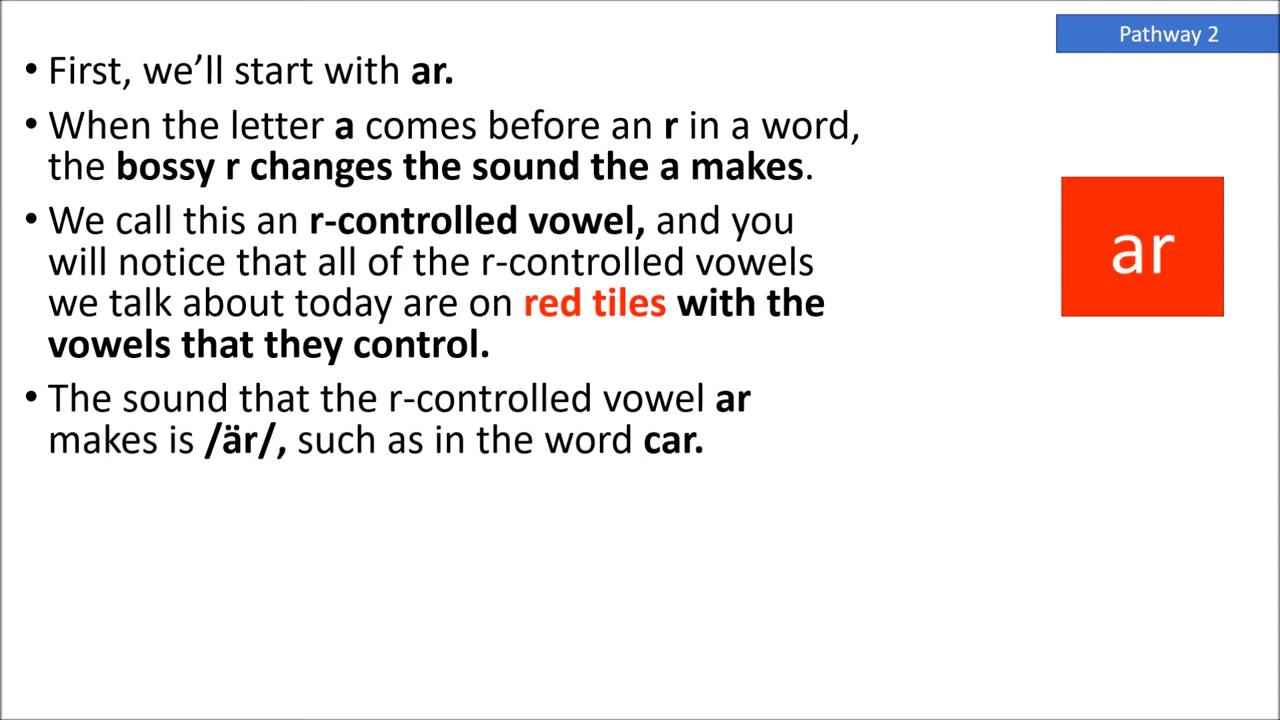 Pathway 2
• First, we’ll start with ar.
• When the letter a comes before an r in a word,
the bossy r changes the sound the a makes.
• We call this an r-controlled vowel, and you
will notice that all of the r-controlled vowels
we talk about today are on red tiles with the
vowels that they control.
• The sound that the r-controlled vowel ar
makes is /är/, such as in the word car.
ar